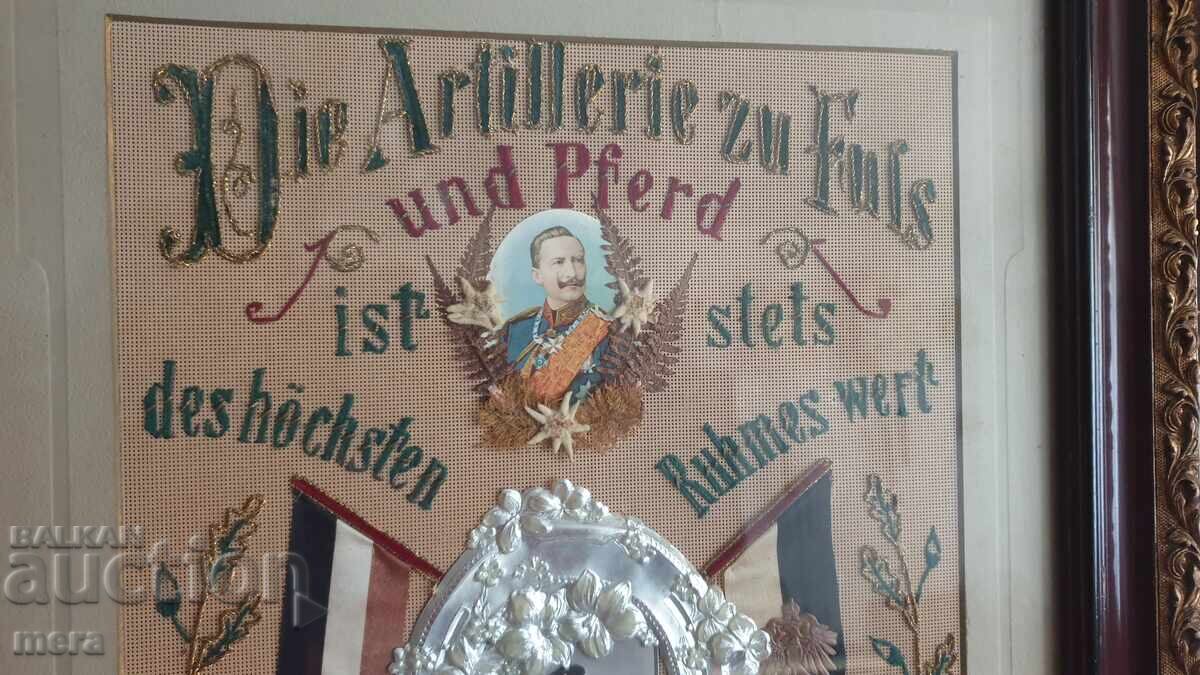 Die Artillerie zu Fuſs
und Pferd
ist stets
des höchsten Ruhmes wert
BALKAN
auction
mera